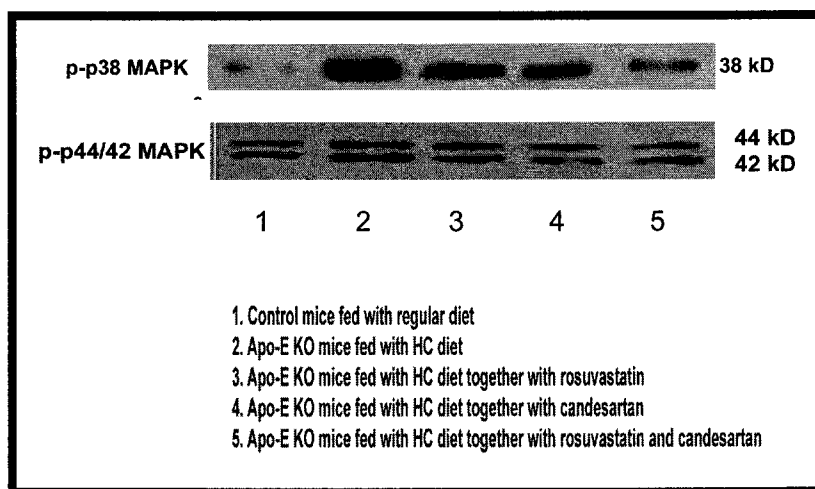 p-p38 MAPK 38 kD
p-p44/42 MAPK 44 kD
42 kD
1 2 3 4 5
1. Control mice fed with regular diet
2. Apo-E KO mice fed with HC diet
3. Apo-E KO mice fed with HC diet together with rosuvastatin
4. Apo-E KO mice fed with HC diet together with candesartan
5. Apo-E KO mice fed with HC diet together with rosuvastatin and candesartan